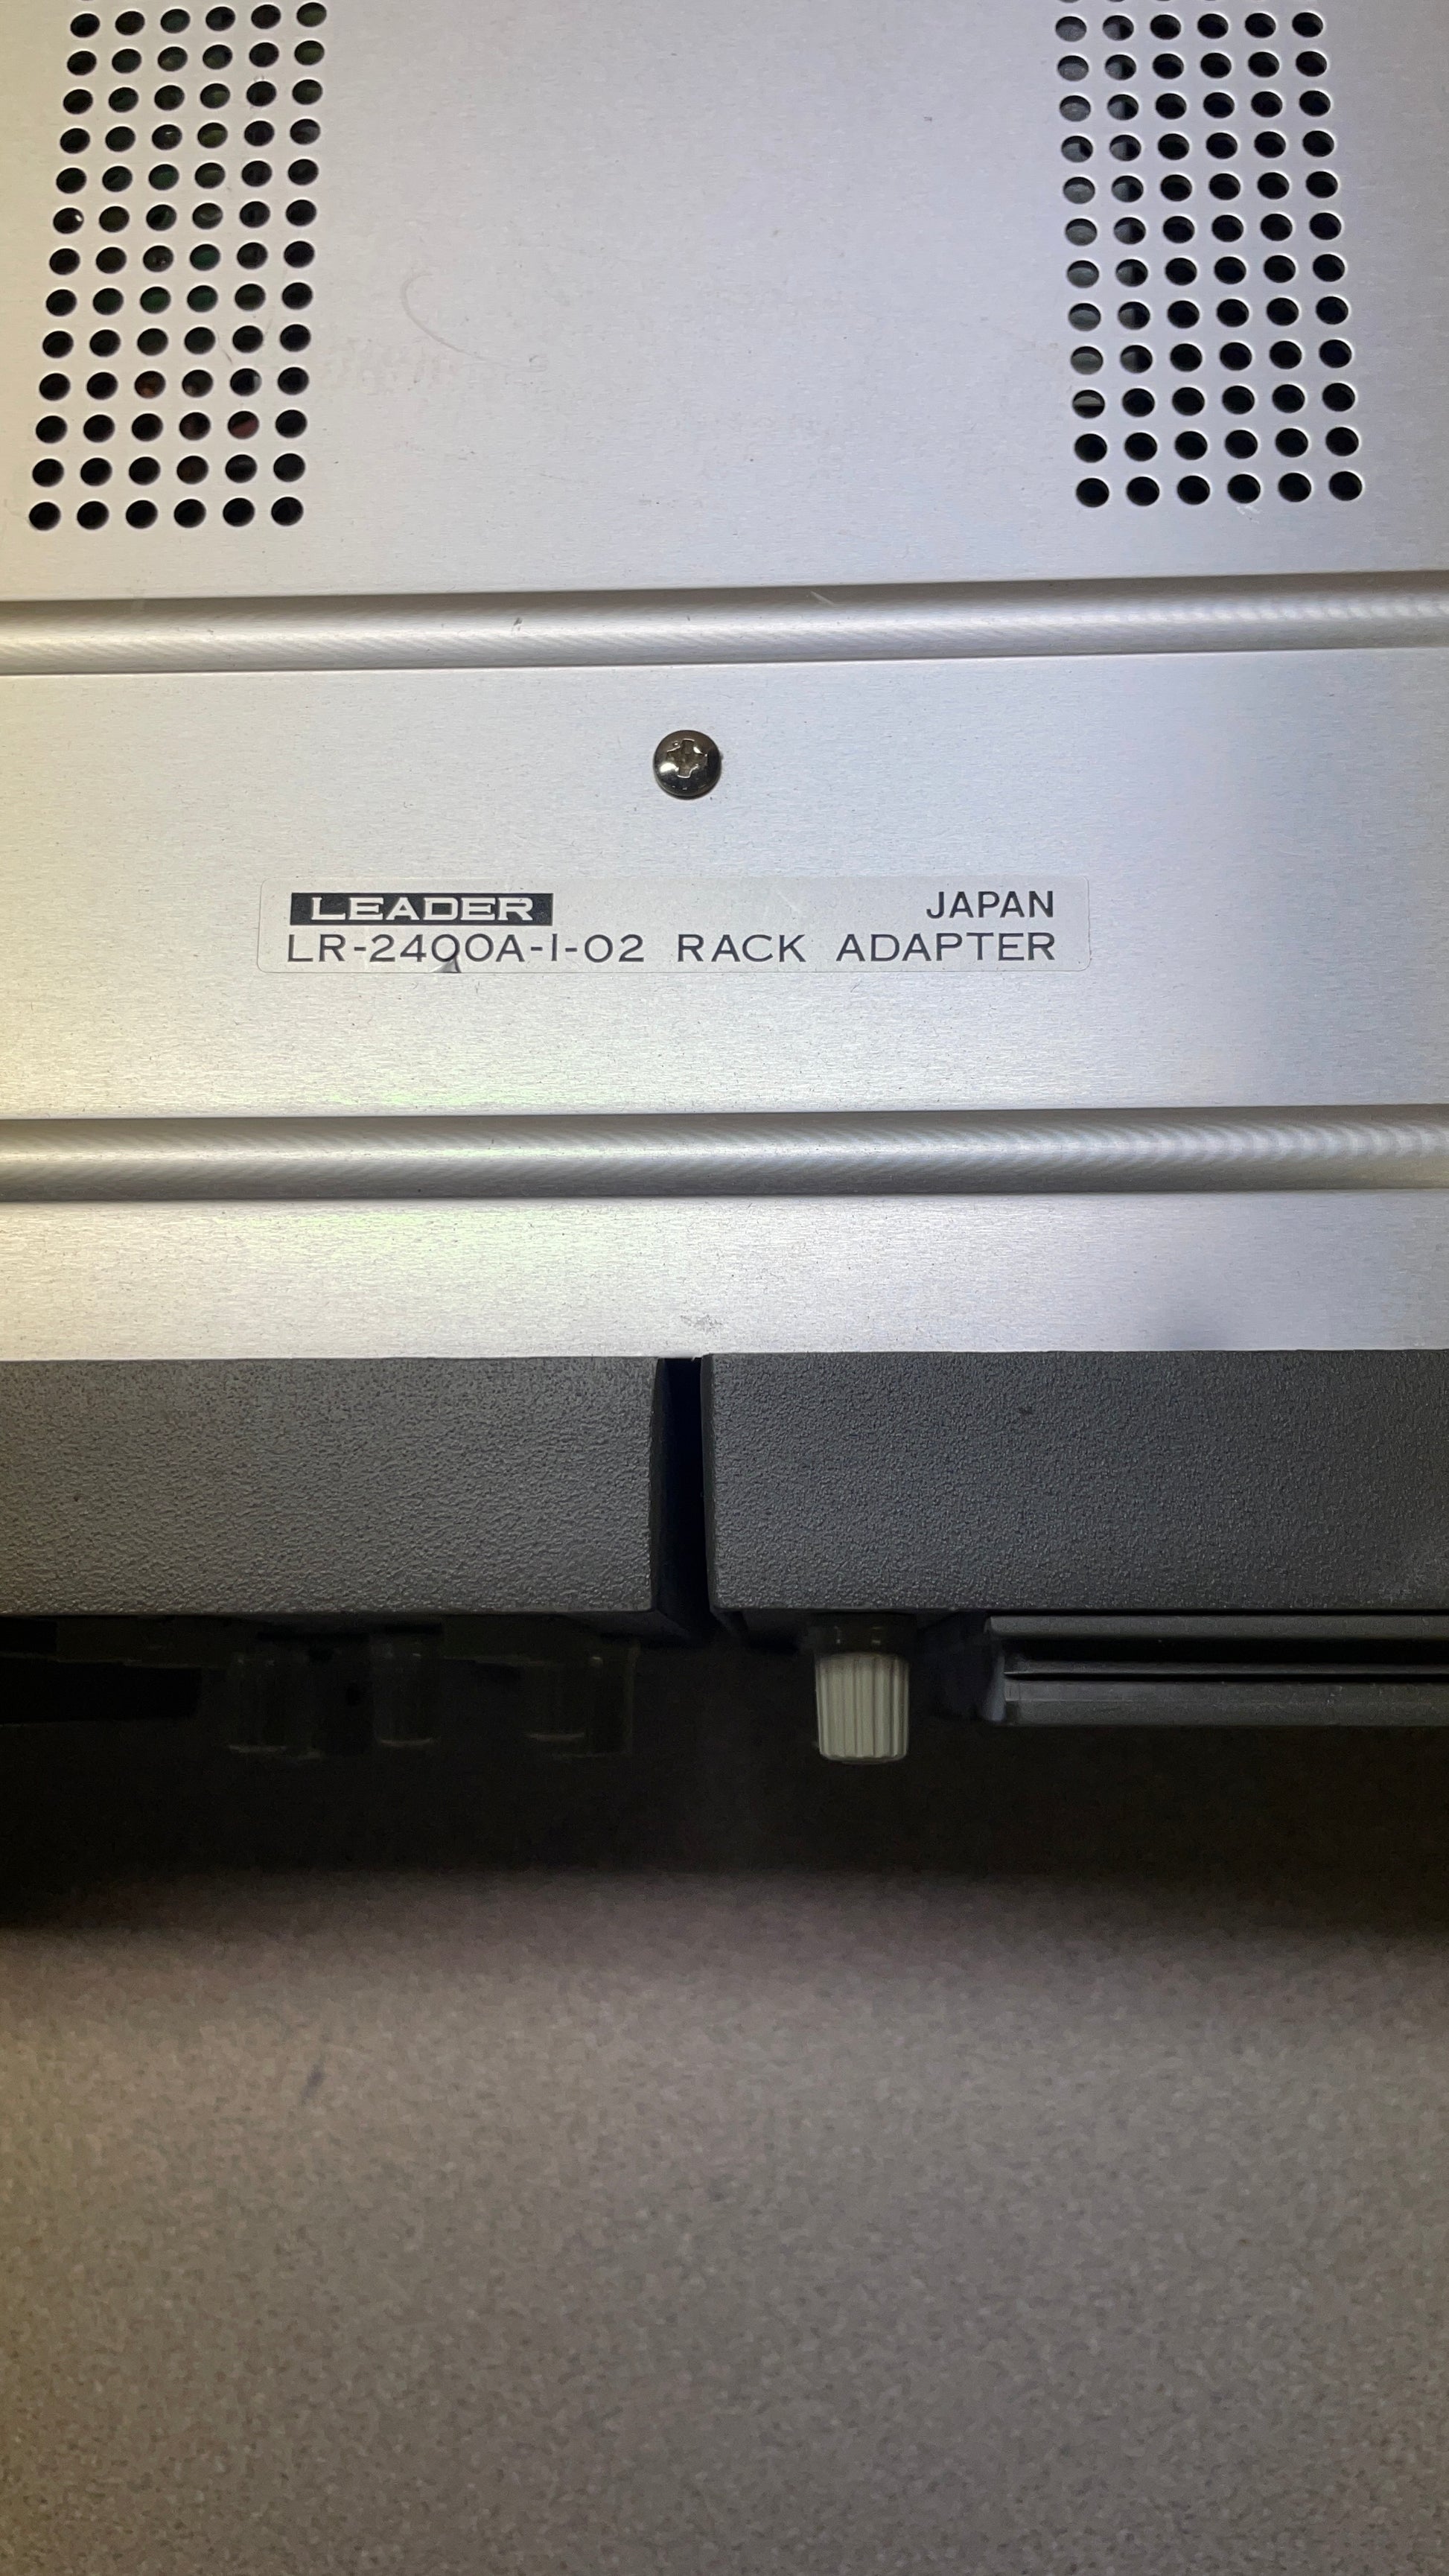 LEADER JAPAN
LR-2400A-1-02 RACK ADAPTER